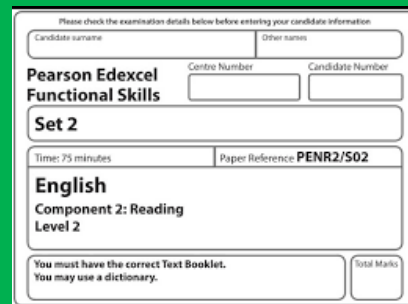 Please check the examination details below before entering your candidate information
Candidate surname
Other names
Pearson Edexcel
Functional Skills
Centre Number
Candidate Number
Set 2
Time: 75 minutes
Paper Reference PENR2/S02
English
Component 2: Reading
Level 2
You must have the correct Text Booklet.
You may use a dictionary.
Total Marks